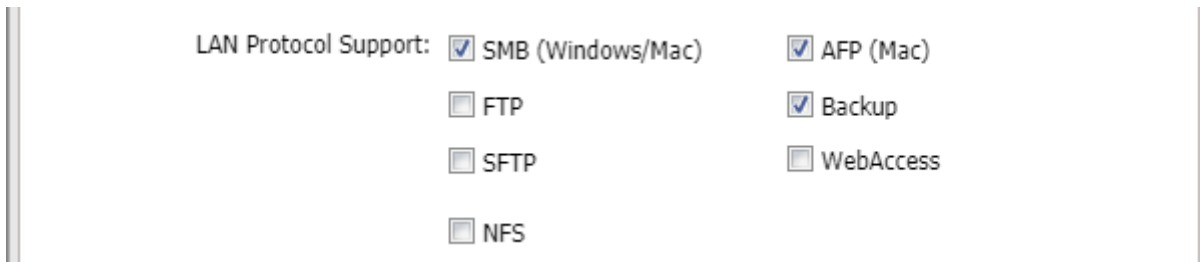 LAN Protocol Support: SMB (Windows/Mac) AFP (Mac)
FTP Backup
SFTP WebAccess
NFS